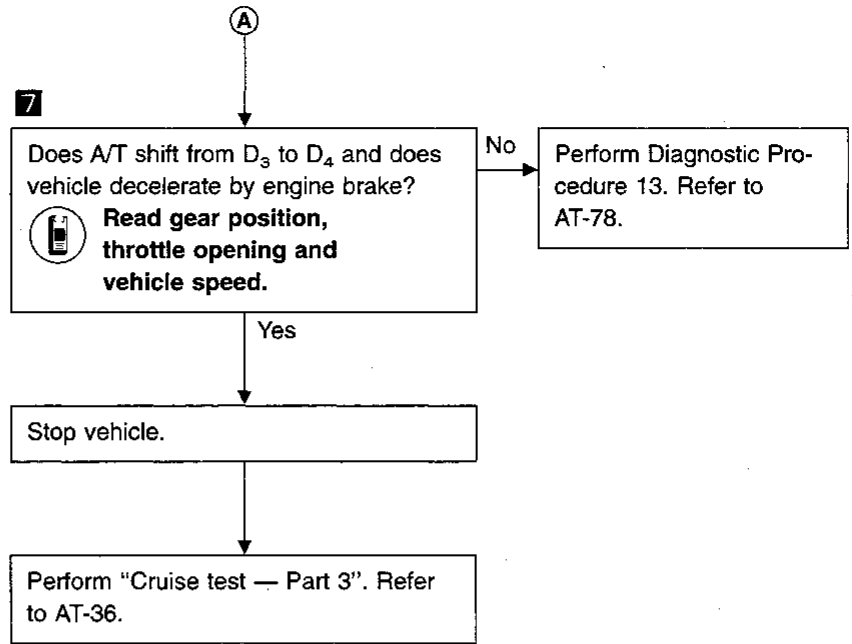 A
7
Does A/T shift from D₃ to D₄ and does
vehicle decelerate by engine brake?
Read gear position,
throttle opening and
vehicle speed.
No
Perform Diagnostic Pro-
cedure 13. Refer to
AT-78.
Yes
Stop vehicle.
Perform “Cruise test — Part 3”. Refer
to AT-36.